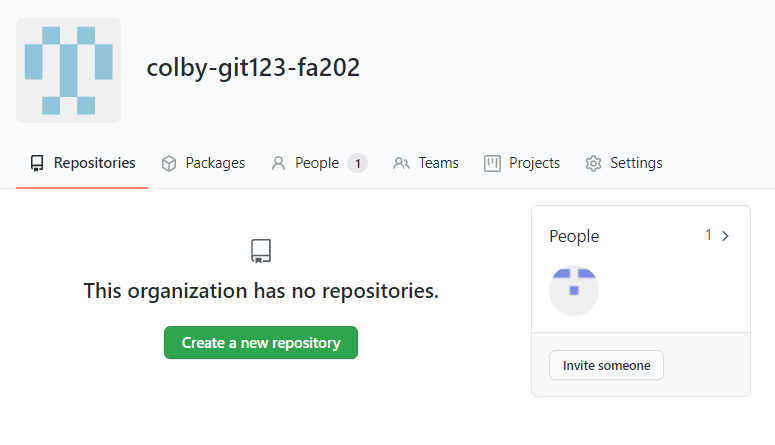 colby-git123-fa202
Repositories Packages People 1 Teams Projects Settings
This organization has no repositories.
Create a new repository
People 1
Invite someone